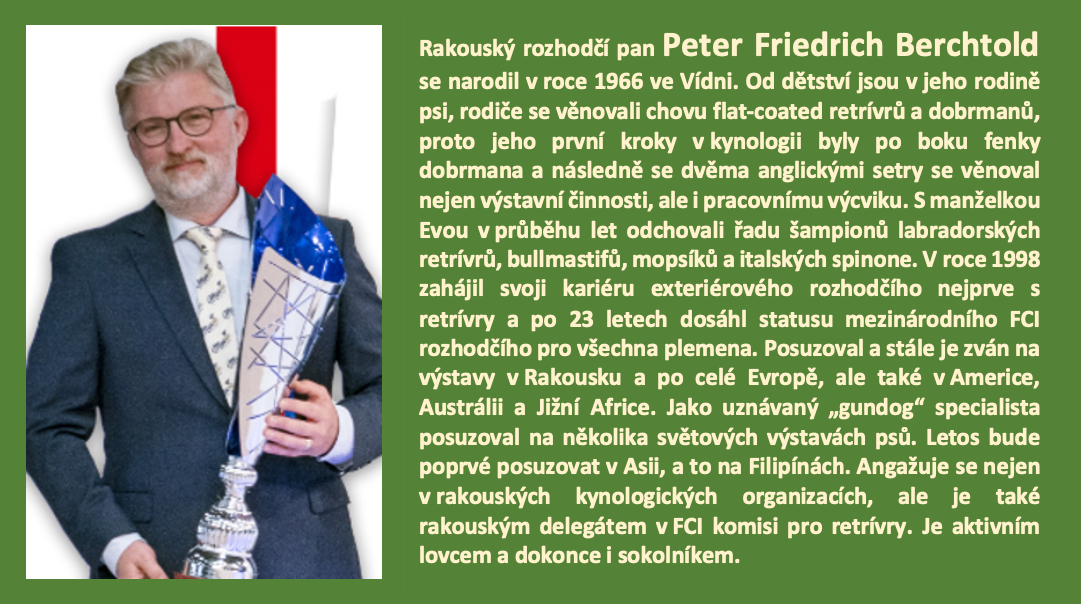 Rakouský rozhodčí pan Peter Friedrich Berchtold
se narodil v roce 1966 ve Vídni. Od dětství jsou v jeho rodině
psi, rodiče se věnovali chovu flat-coated retrívrů a dobrmanů,
proto jeho první kroky v kynologii byly po boku fenky
dobrmana a následně se dvěma anglickými setry se věnoval
nejen výstavní činnosti, ale i pracovnímu výcviku. S manželkou
Evou v průběhu let odchovali řadu šampionů labradorských
retrívrů, bullmastifů, mopsíků a italských spinone. V roce 1998
zahájil svoji kariéru exteriérového rozhodčího nejprve s
retrívry a po 23 letech dosáhl statusu mezinárodního FCI
rozhodčího pro všechna plemena. Posuzoval a stále je zván na
výstavy v Rakousku a po celé Evropě, ale také v Americe,
Austrálii a Jižní Africe. Jako uznávaný „gundog“ specialista
posuzoval na několika světových výstavách psů. Letos bude
poprvé posuzovat v Asii, a to na Filipínách. Angažuje se nejen
v rakouských kynologických organizacích, ale je také
rakouským delegátem v FCI komisi pro retrívry. Je aktivním
lovcem a dokonce i sokolníkem.